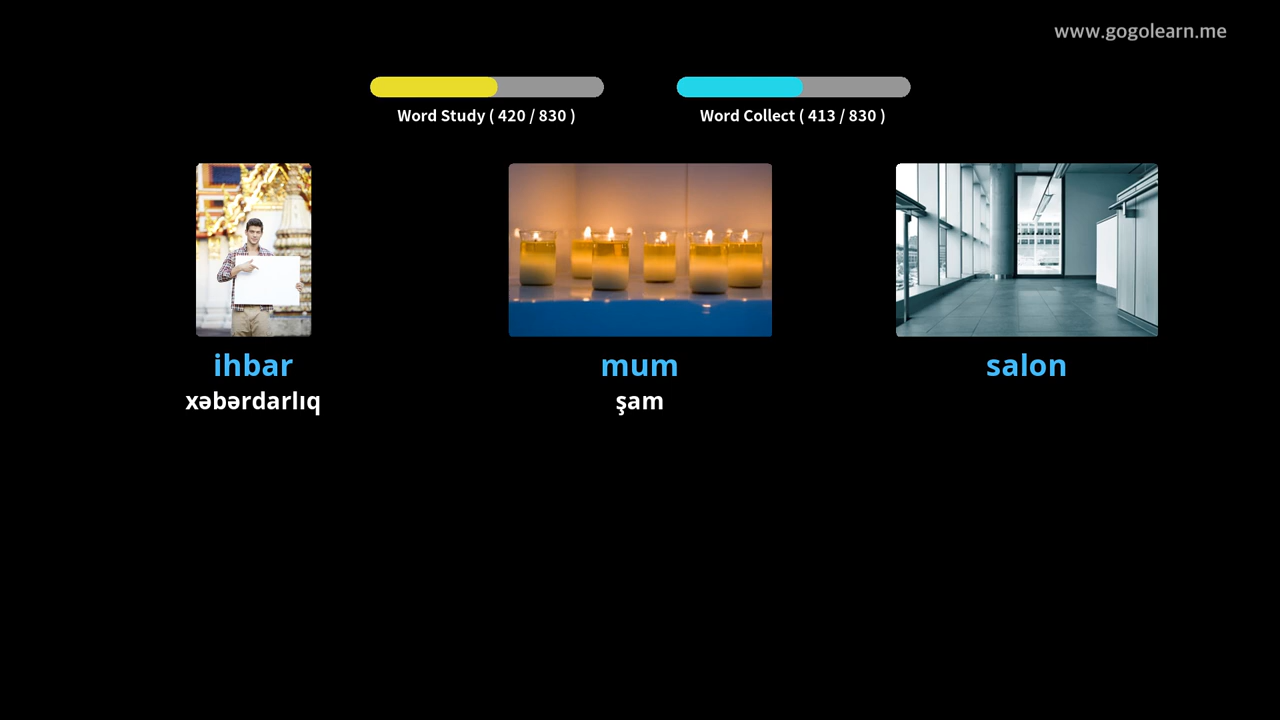 www.gogolearn.me
Word Study ( 420 / 830 )
Word Collect ( 413 / 830 )
ihbar
mum
salon
xəbərdarlıq
şam